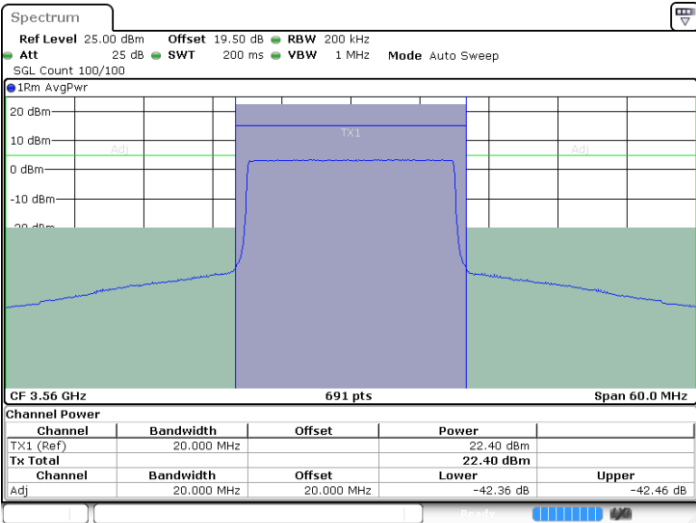 Spectrum
Ref Level 25.00 dBm Offset 19.50 dB RBW 200 kHz
Att 25 dB SWT 200 ms VBW 1 MHz Mode Auto Sweep
SGL Count 100/100
1Rm AvgPwr
20 dBm
TX1
10 dBm
Adj Adj
0 dBm
-10 dBm
-20 dBm
CF 3.56 GHz 691 pts Span 60.0 MHz
Channel Power
Channel Bandwidth Offset Power
TX1 (Ref) 20.000 MHz 22.40 dBm
Tx Total 22.40 dBm
Channel Bandwidth Offset Lower Upper
Adj 20.000 MHz 20.000 MHz -42.36 dB -42.46 dB
Ready